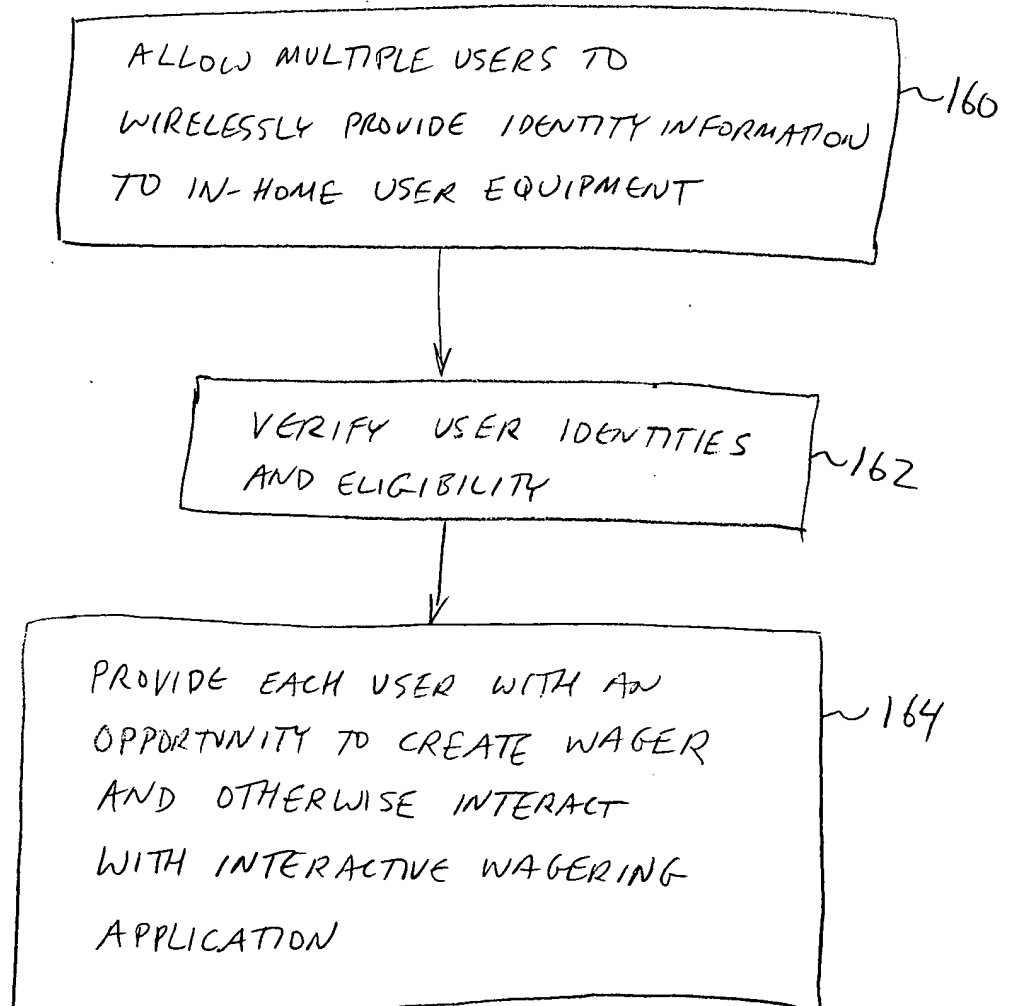 ALLOW MULTIPLE USERS TO
WIRELESSLY PROVIDE IDENTITY INFORMATION
TO IN-HOME USER EQUIPMENT
160
VERIFY USER IDENTITIES
AND ELIGIBILITY
162
PROVIDE EACH USER WITH AN
OPPORTUNITY TO CREATE WAGER
AND OTHERWISE INTERACT
WITH INTERACTIVE WAGERING
APPLICATION
164